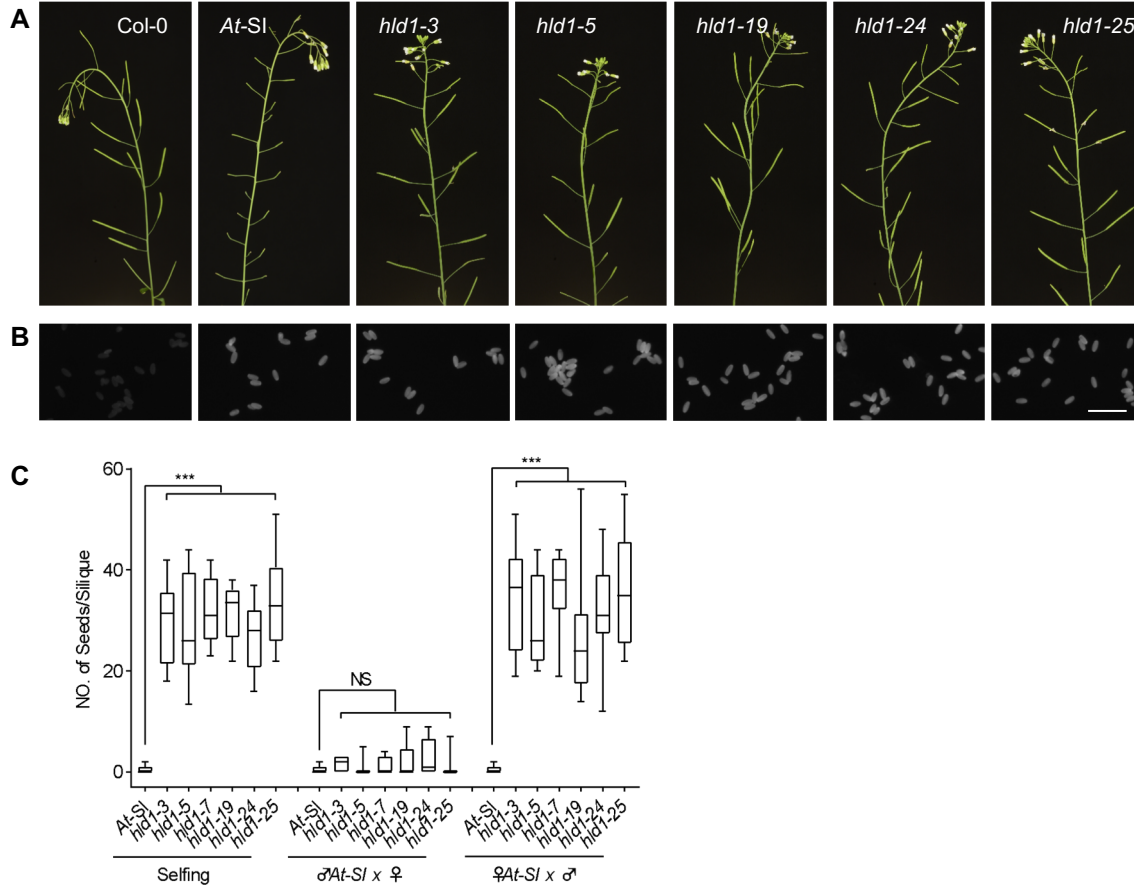 A
Col-0
At-SI
hld1-3
hld1-5
hld1-19
hld1-24
hld1-25
B
C
NO. of Seeds/Silique
60
40
20
0
***
NS
***
At-SI
hld1-3
hld1-5
hld1-7
hld1-19
hld1-24
hld1-25
At-SI
hld1-3
hld1-5
hld1-7
hld1-19
hld1-24
hld1-25
At-SI
hld1-3
hld1-5
hld1-7
hld1-19
hld1-24
hld1-25
Selfing
♂At-SI x ♀
♀At-SI x ♂